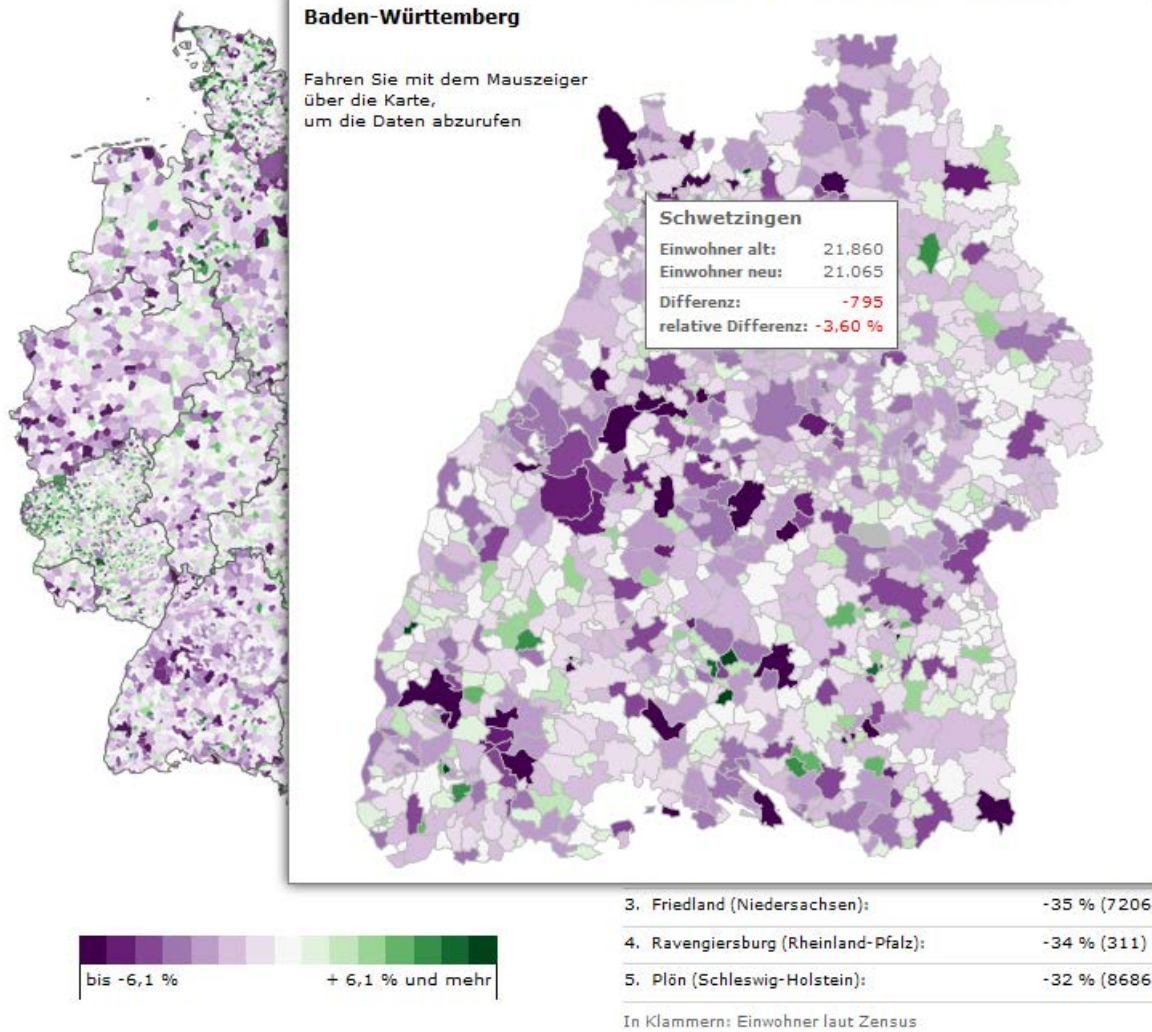 Baden-Württemberg
Fahren Sie mit dem Mauszeiger
über die Karte,
um die Daten abzurufen
Schwetzingen
Einwohner alt: 21.860
Einwohner neu: 21.065
Differenz: -795
relative Differenz: -3,60 %
3. Friedland (Niedersachsen): -35 % (7206
4. Ravengiersburg (Rheinland-Pfalz): -34 % (311)
5. Plön (Schleswig-Holstein): -32 % (8686
In Klammern: Einwohner laut Zensus
bis -6,1 % + 6,1 % und mehr